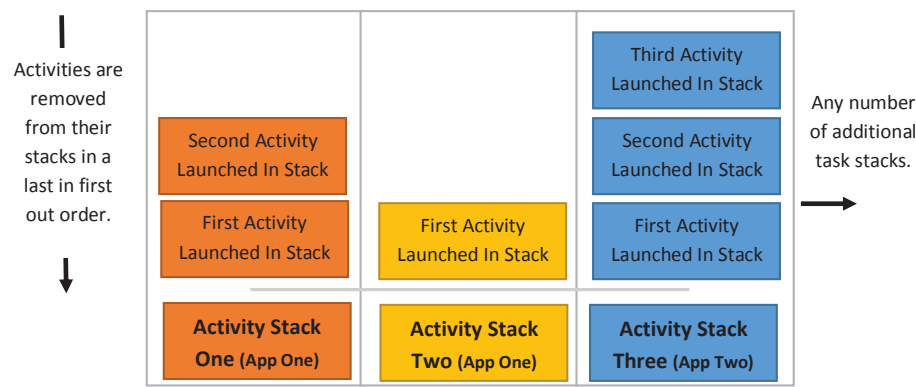 Activities are
removed
from their
stacks in a
last in first
out order.
Second Activity
Launched In Stack
First Activity
Launched In Stack
Activity Stack
One (App One)
First Activity
Launched In Stack
Activity Stack
Two (App One)
Third Activity
Launched In Stack
Second Activity
Launched In Stack
First Activity
Launched In Stack
Activity Stack
Three (App Two)
Any number
of additional
task stacks.